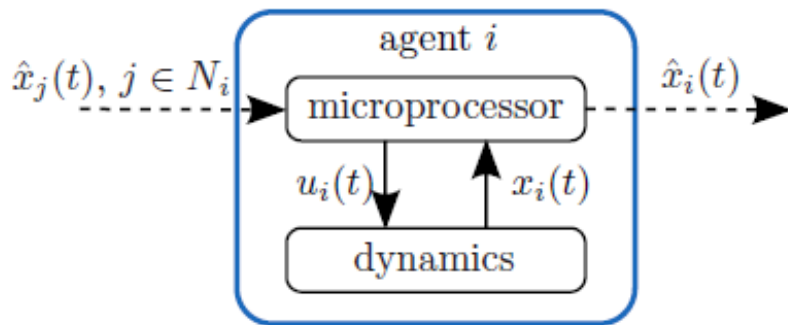 agent i
x̂_j(t), j ∈ N_i
microprocessor
x̂_i(t)
u_i(t)
x_i(t)
dynamics